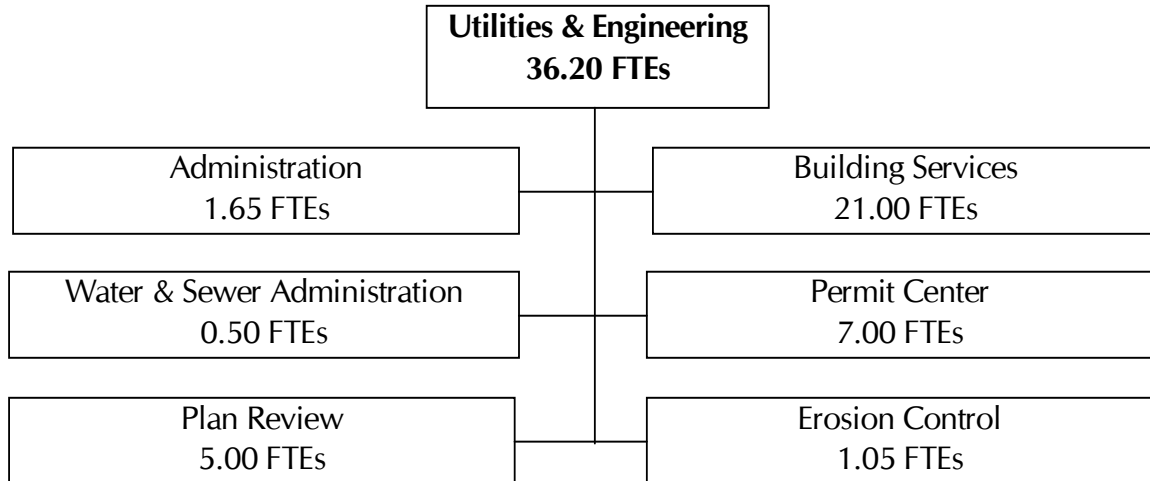 Utilities & Engineering
36.20 FTEs
Administration
1.65 FTEs
Building Services
21.00 FTEs
Water & Sewer Administration
0.50 FTEs
Permit Center
7.00 FTEs
Plan Review
5.00 FTEs
Erosion Control
1.05 FTEs